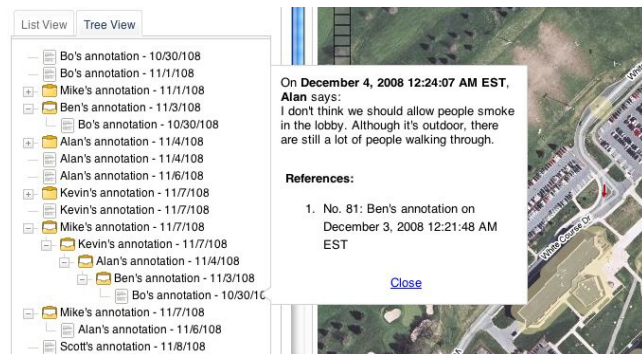 List View
Tree View
Bo's annotation - 10/30/108
Bo's annotation - 11/1/108
Mike's annotation - 11/1/108
Ben's annotation - 11/3/108
Bo's annotation - 10/30/108
Alan's annotation - 11/4/108
Alan's annotation - 11/4/108
Alan's annotation - 11/6/108
Kevin's annotation - 11/7/108
Kevin's annotation - 11/7/108
Mike's annotation - 11/7/108
Kevin's annotation - 11/7/108
Alan's annotation - 11/4/108
Ben's annotation - 11/3/108
Bo's annotation - 10/30/10
Mike's annotation - 11/7/108
Alan's annotation - 11/6/108
Scott's annotation - 11/8/108
On December 4, 2008 12:24:07 AM EST,
Alan says:
I don't think we should allow people smoke
in the lobby. Although it's outdoor, there
are still a lot of people walking through.
References:
1. No. 81: Ben's annotation on
December 3, 2008 12:21:48 AM
EST
Close
White Course Dr
White